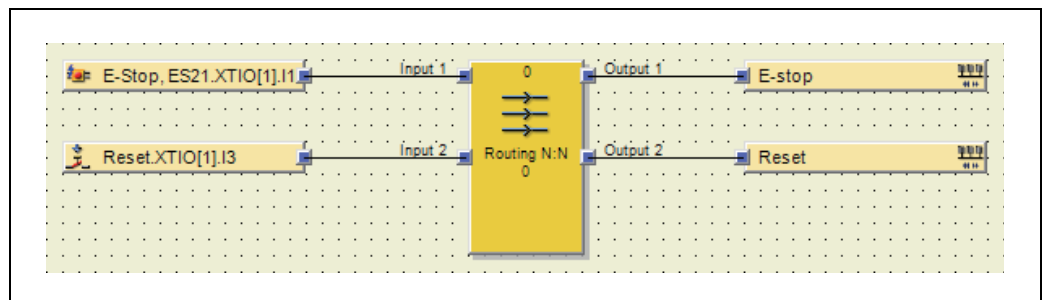 E-Stop, ES21.XTIO[1].I1
Input 1
0
Output 1
E-stop
Reset.XTIO[1].I3
Input 2
Routing N:N
0
Output 2
Reset